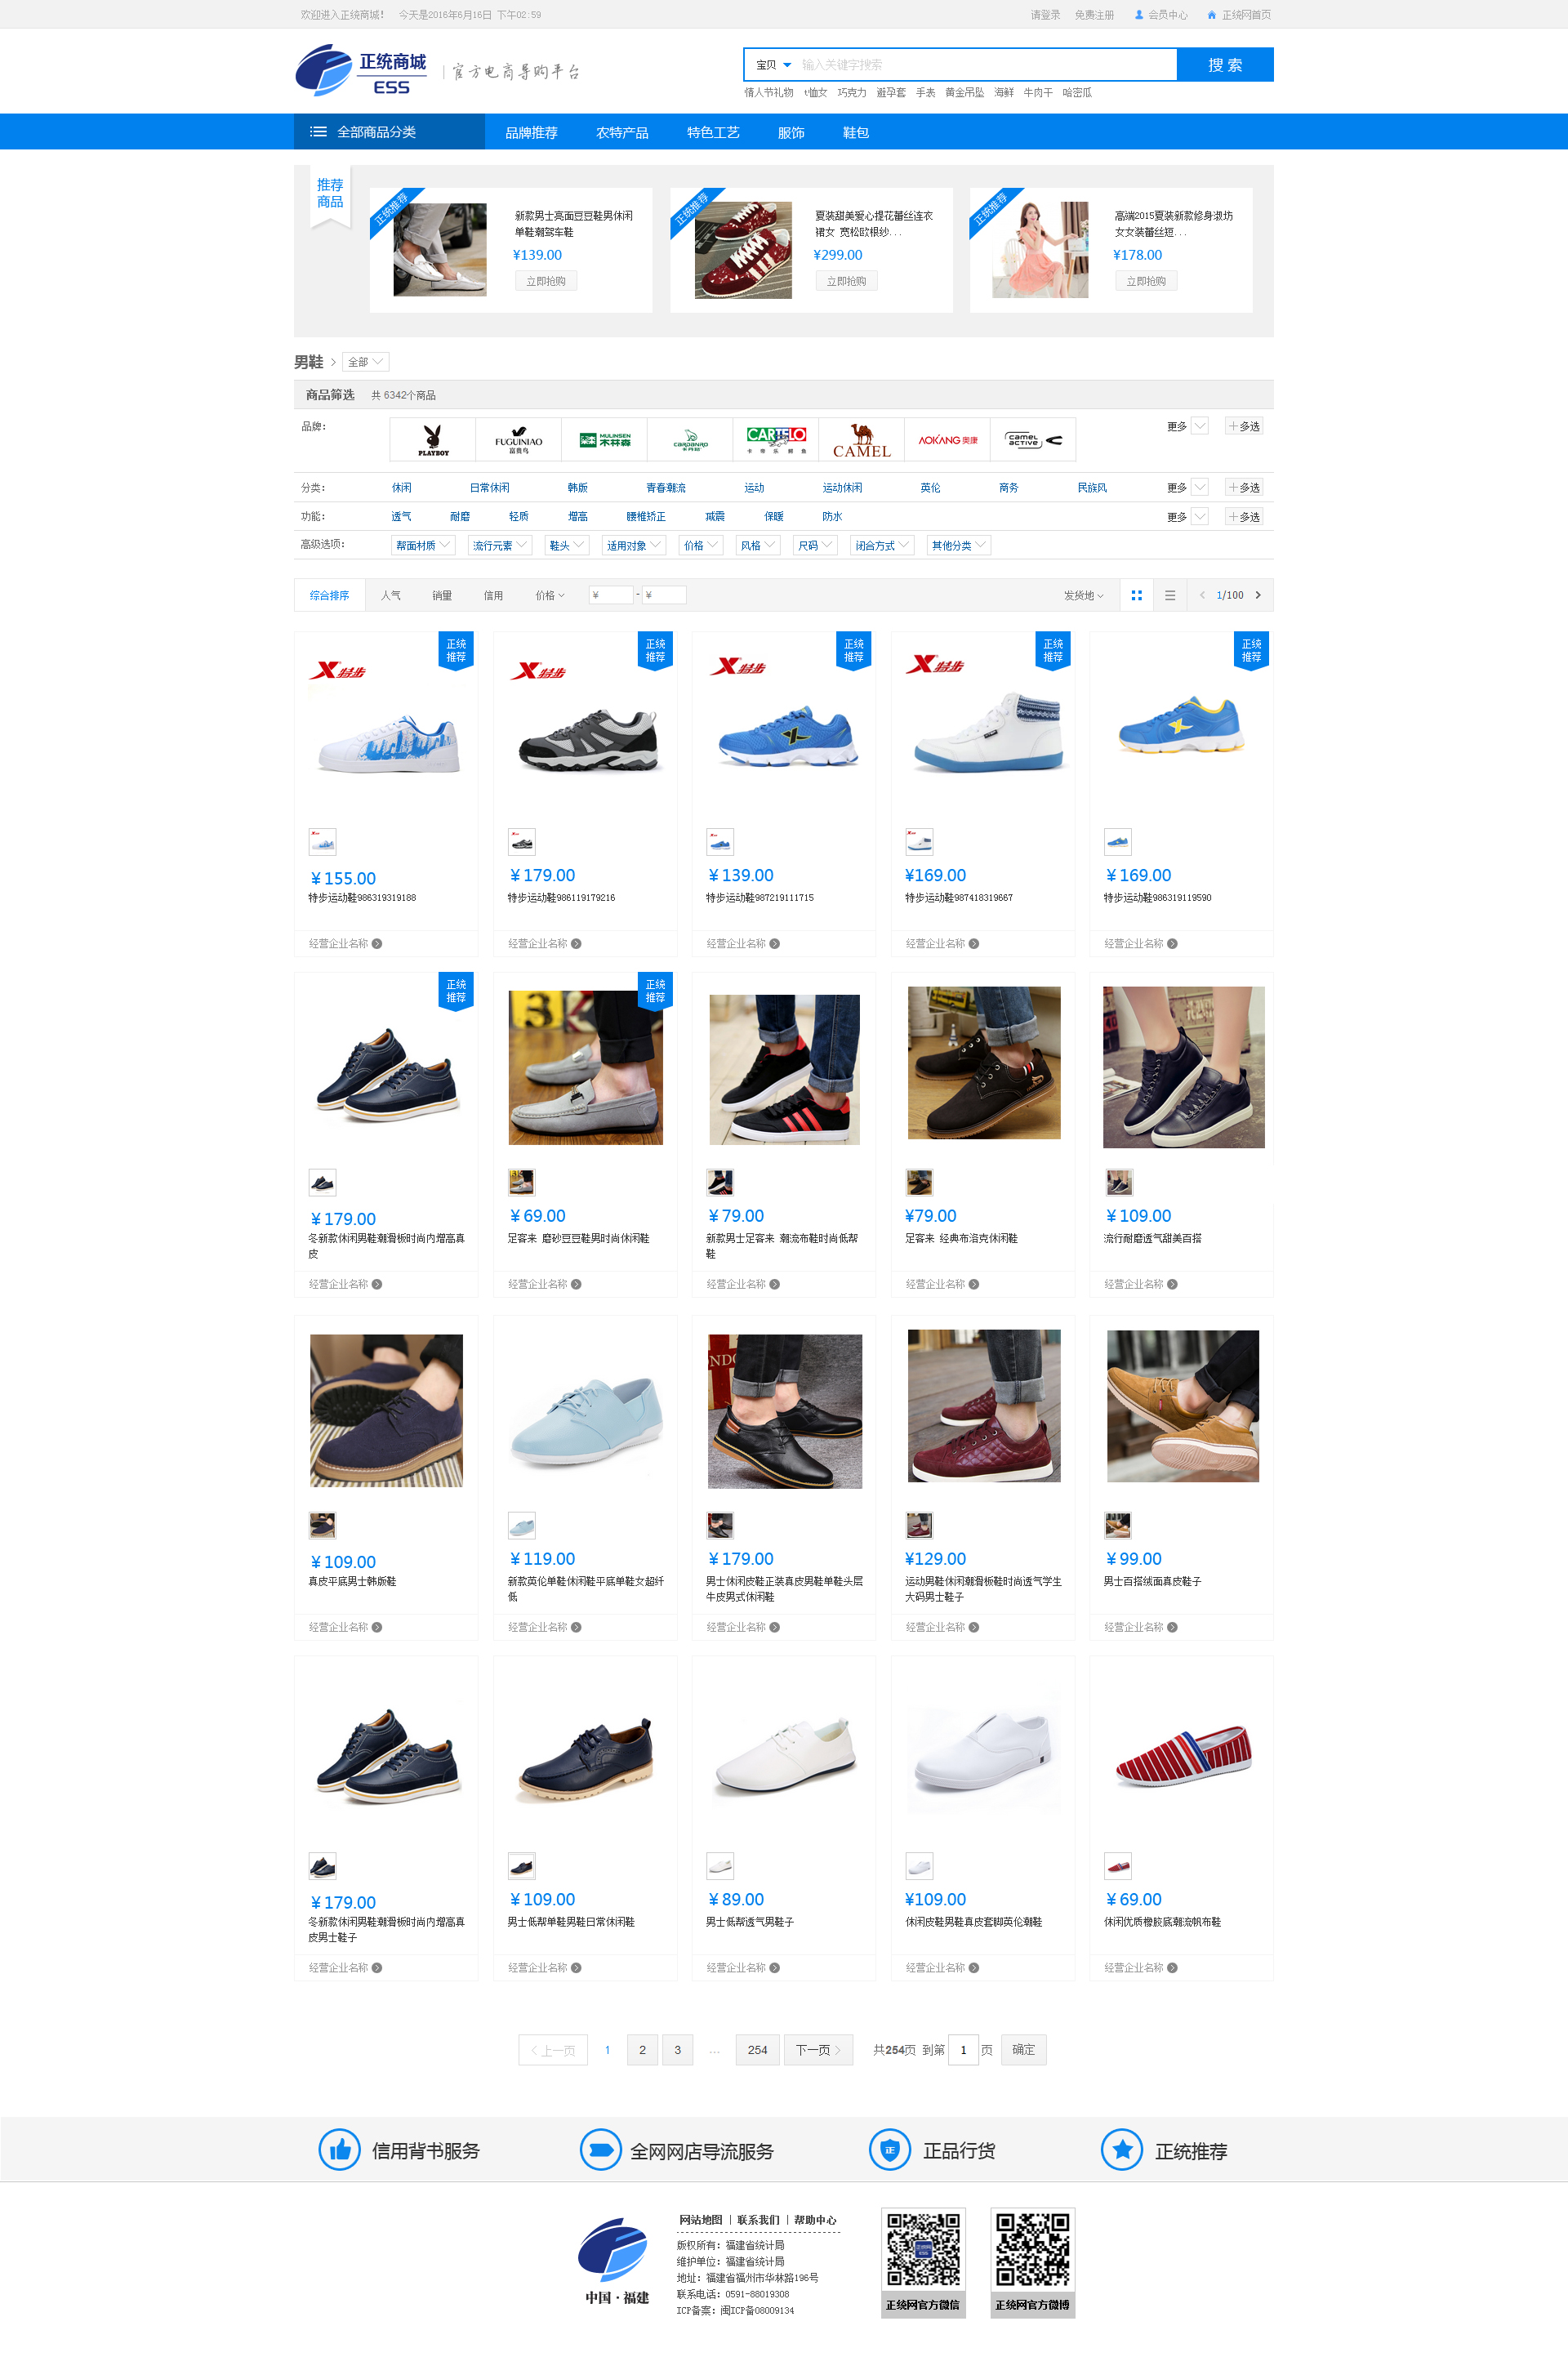 欢迎进入正统商城！ 今天是2016年6月16日 下午02:59
请登录 免费注册 会员中心 正统网首页
正统商城
ESS
官方电商导购平台
宝贝 输入关键字搜索 搜 索
情人节礼物 t恤女 巧克力 避孕套 手表 黄金吊坠 海鲜 牛肉干 哈密瓜
全部商品分类 品牌推荐 农特产品 特色工艺 服饰 鞋包
推荐
商品
正统推荐
新款男士亮面豆豆鞋男休闲
单鞋潮驾车鞋
¥139.00
立即抢购
正统推荐
夏装甜美爱心提花蕾丝连衣
裙女 宽松欧根纱...
¥299.00
立即抢购
正统推荐
高端2015夏装新款修身波坊
女女装蕾丝短...
¥178.00
立即抢购
男鞋 > 全部
商品筛选 共 6342个商品
品牌: PLAYBOY FUGUINIAO 富贵鸟 MULINSEN 木林森 CARDANRO CARTELO 卡帝乐鳄鱼 CAMEL AOKANG 奥康 camel active 更多 +多选
分类: 休闲 日常休闲 韩版 青春潮流 运动 运动休闲 英伦 商务 民族风 更多 +多选
功能: 透气 耐磨 轻质 增高 腰椎矫正 减震 保暖 防水 更多 +多选
高级选项: 帮面材质 流行元素 鞋头 适用对象 价格 风格 尺码 闭合方式 其他分类
综合排序 人气 销量 信用 价格 ¥ - ¥ 发货地 < 1/100 >
正统
推荐
正统
推荐
正统
推荐
正统
推荐
正统
推荐
特步 特步 特步 特步
￥155.00 ￥179.00 ￥139.00 ¥169.00 ￥169.00
特步运动鞋986319319188 特步运动鞋986119179216 特步运动鞋987219111715 特步运动鞋987418319667 特步运动鞋986319119590
经营企业名称 经营企业名称 经营企业名称 经营企业名称 经营企业名称
正统
推荐
正统
推荐
￥179.00 ￥69.00 ￥79.00 ¥79.00 ￥109.00
冬新款休闲男鞋潮滑板时尚内增高真
皮
足客来 磨砂豆豆鞋男时尚休闲鞋
新款男士足客来 潮流布鞋时尚低帮
鞋
足客来 经典布洛克休闲鞋
流行耐磨透气甜美百搭
经营企业名称 经营企业名称 经营企业名称 经营企业名称 经营企业名称
￥109.00 ￥119.00 ￥179.00 ¥129.00 ￥99.00
真皮平底男士韩版鞋
新款英伦单鞋休闲鞋平底单鞋女超纤
低
男士休闲皮鞋正装真皮男鞋单鞋头层
牛皮男式休闲鞋
运动男鞋休闲潮滑板鞋时尚透气学生
大码男士鞋子
男士百搭绒面真皮鞋子
经营企业名称 经营企业名称 经营企业名称 经营企业名称 经营企业名称
￥179.00 ￥109.00 ￥89.00 ¥109.00 ￥69.00
冬新款休闲男鞋潮滑板时尚内增高真
皮男士鞋子
男士低帮单鞋男鞋日常休闲鞋
男士低帮透气男鞋子
休闲皮鞋男鞋真皮套脚英伦潮鞋
休闲优质橡胶底潮流帆布鞋
经营企业名称 经营企业名称 经营企业名称 经营企业名称 经营企业名称
< 上一页 1 2 3 ... 254 下一页 > 共254页 到第 1 页 确定
信用背书服务 全网网店导流服务 正 正品行货 正统推荐
网站地图 | 联系我们 | 帮助中心
版权所有: 福建省统计局
维护单位: 福建省统计局
地址: 福建省福州市华林路196号
联系电话: 0591-88019308
ICP备案: 闽ICP备08009134
中国·福建
正统网官方微信 正统网官方微博